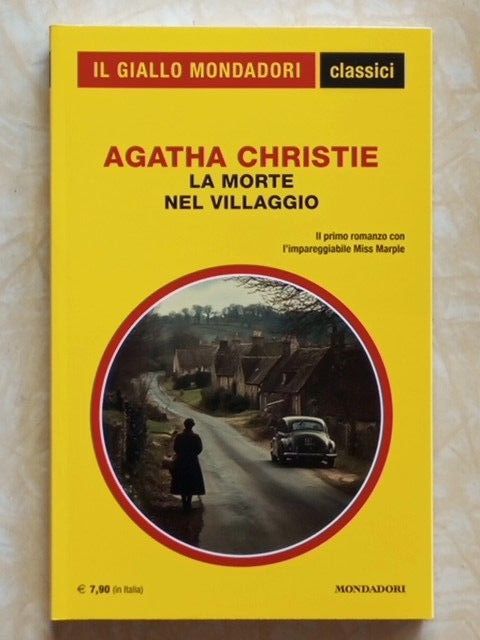 IL GIALLO MONDADORI classici
AGATHA CHRISTIE
LA MORTE
NEL VILLAGGIO
Il primo romanzo con
l'impareggiabile Miss Marple
€ 7,90 (in Italia)
MONDADORI